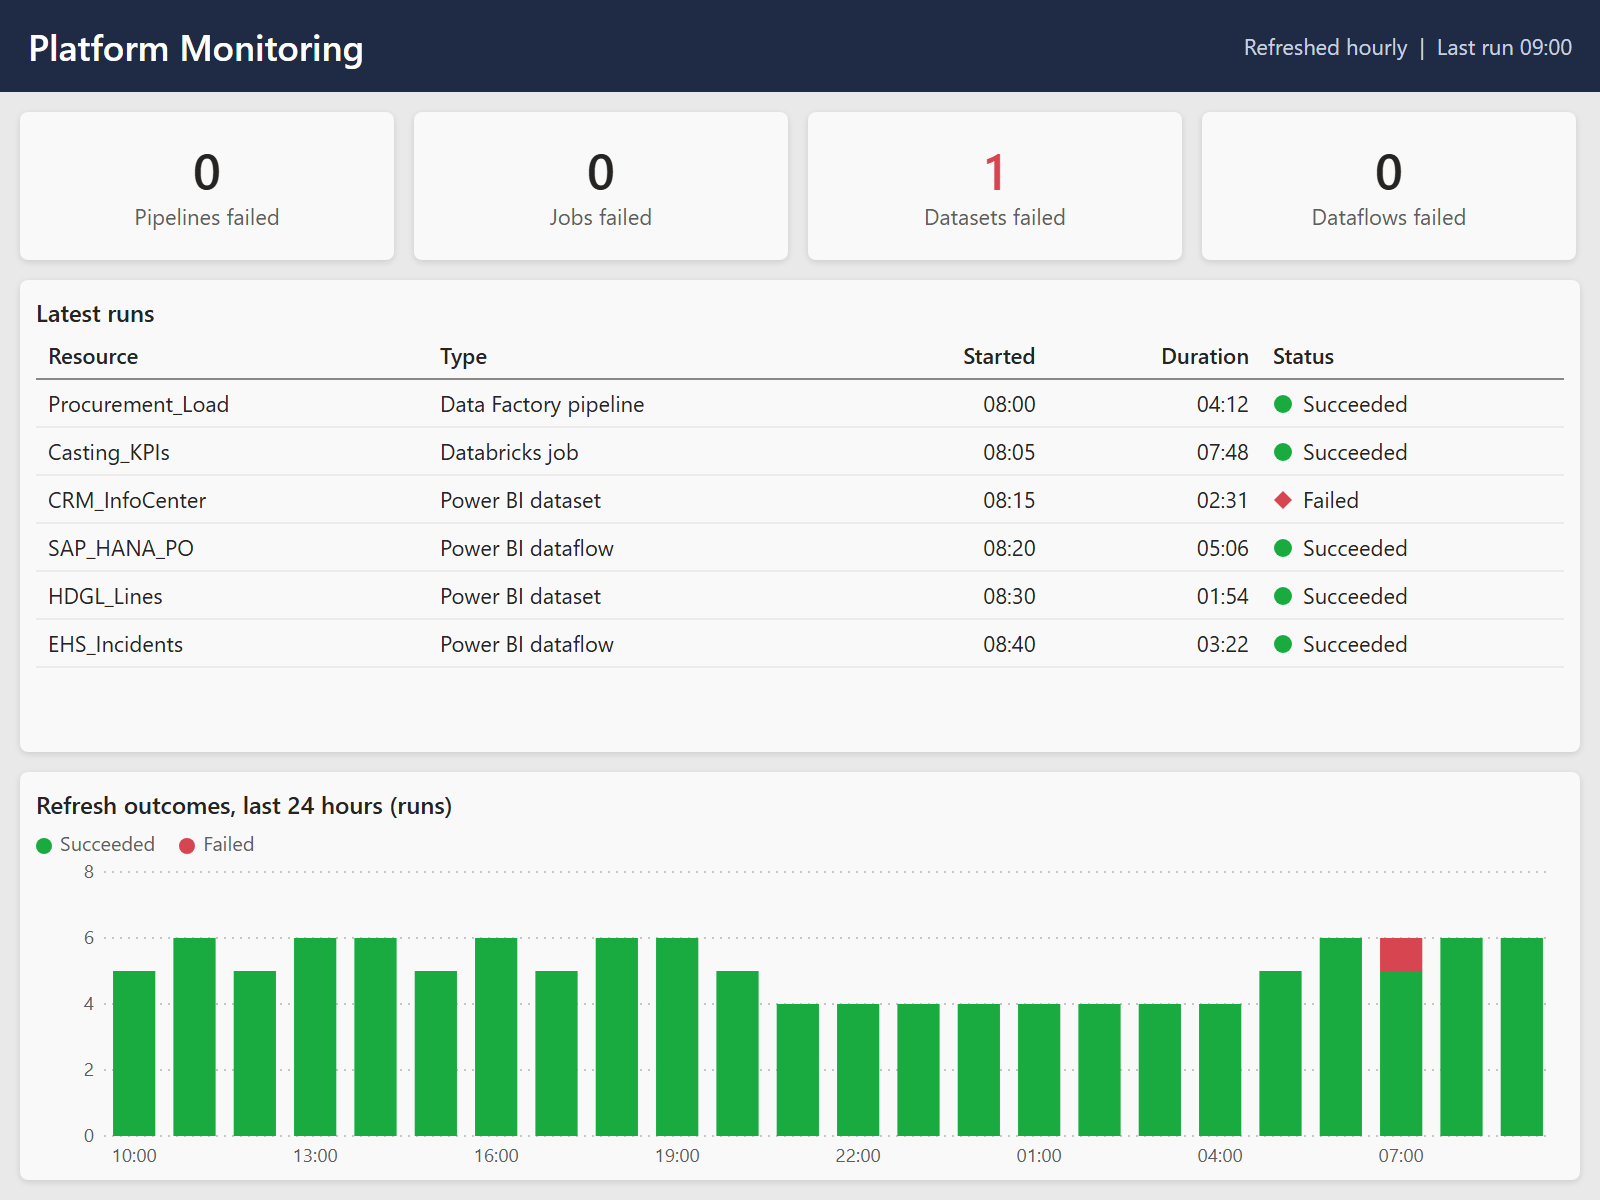 Platform Monitoring
Refreshed hourly | Last run 09:00
0
Pipelines failed
0
Jobs failed
1
Datasets failed
0
Dataflows failed
Latest runs
Resource Type Started Duration Status
Procurement_Load Data Factory pipeline 08:00 04:12 Succeeded
Casting_KPIs Databricks job 08:05 07:48 Succeeded
CRM_InfoCenter Power BI dataset 08:15 02:31 Failed
SAP_HANA_PO Power BI dataflow 08:20 05:06 Succeeded
HDGL_Lines Power BI dataset 08:30 01:54 Succeeded
EHS_Incidents Power BI dataflow 08:40 03:22 Succeeded
Refresh outcomes, last 24 hours (runs)
Succeeded Failed
8
6
4
2
0
10:00 13:00 16:00 19:00 22:00 01:00 04:00 07:00